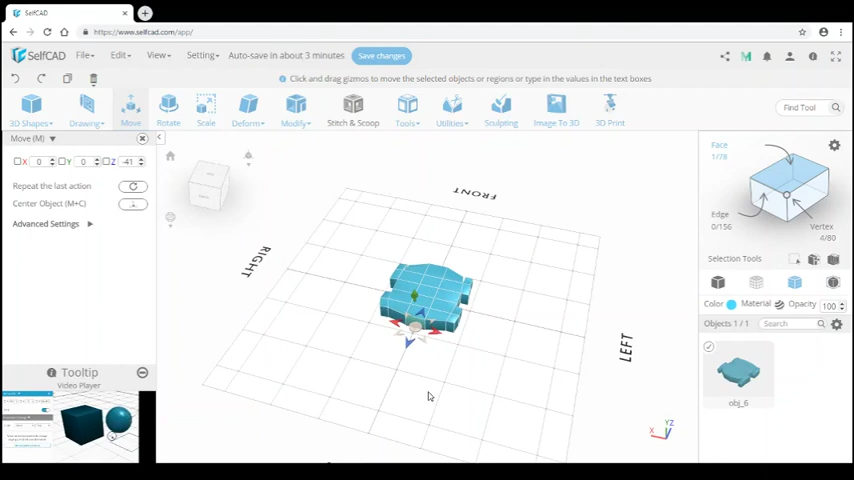 SelfCAD
https://www.selfcad.com/app/
SelfCAD
File
Edit
View
Setting
Auto-save in about 3 minutes
Save changes
Click and drag gizmos to move the selected objects or regions or type in the values in the text boxes
3D Shapes
Drawing
Move
Rotate
Scale
Deform
Modify
Stitch & Scoop
Tools
Utilities
Sculpting
Image To 3D
3D Print
Find Tool
Move (M)
X 0 Y 0 Z -41
Repeat the last action
Center Object (M+C)
Advanced Settings
Tooltip
Video Player
FRONT
RIGHT
LEFT
X
Y
Z
Face
1/78
Edge
0/156
Vertex
4/80
Selection Tools
Color
Material
Opacity
100
Objects 1 / 1
Search
obj_6